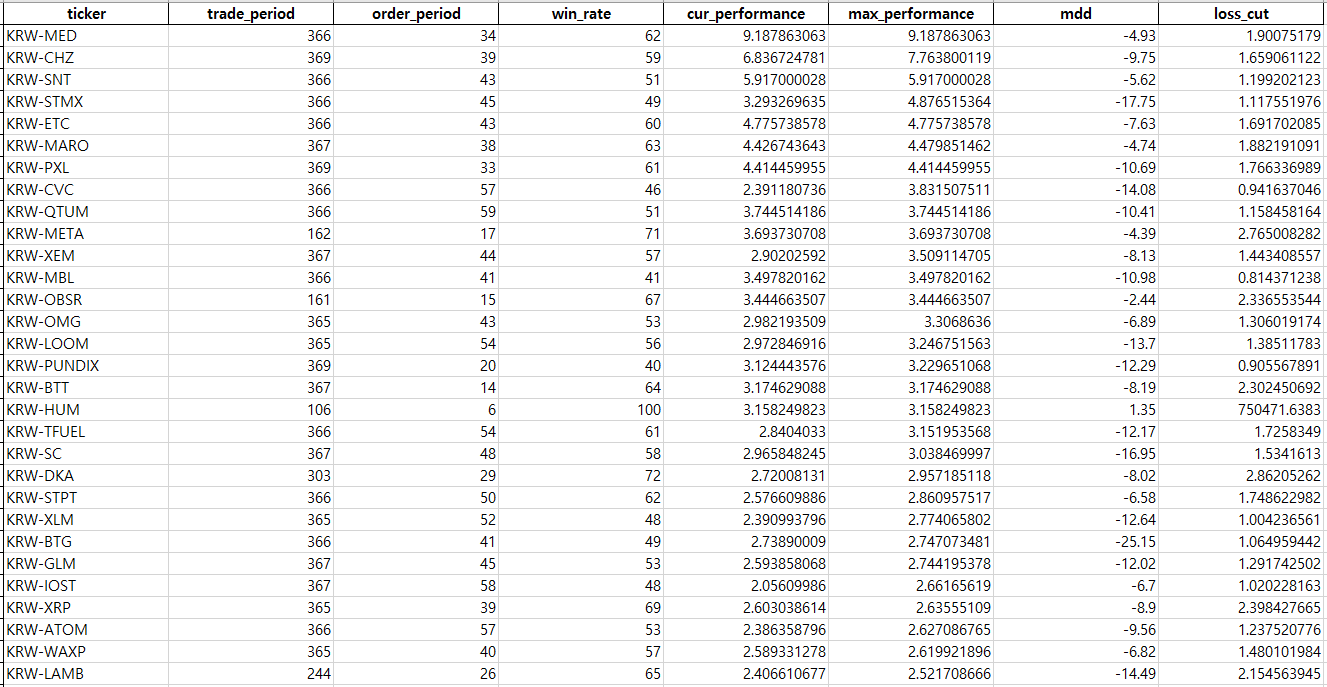 ticker trade_period order_period win_rate cur_performance max_performance mdd loss_cut
KRW-MED 366 34 62 9.187863063 9.187863063 -4.93 1.90075179
KRW-CHZ 369 39 59 6.836724781 7.763800119 -9.75 1.659061122
KRW-SNT 366 43 51 5.917000028 5.917000028 -5.62 1.199202123
KRW-STMX 366 45 49 3.293269635 4.876515364 -17.75 1.117551976
KRW-ETC 366 43 60 4.775738578 4.775738578 -7.63 1.691702085
KRW-MARO 367 38 63 4.426743643 4.479851462 -4.74 1.882191091
KRW-PXL 369 33 61 4.414459955 4.414459955 -10.69 1.766336989
KRW-CVC 366 57 46 2.391180736 3.831507511 -14.08 0.941637046
KRW-QTUM 366 59 51 3.744514186 3.744514186 -10.41 1.158458164
KRW-META 162 17 71 3.693730708 3.693730708 -4.39 2.765008282
KRW-XEM 367 44 57 2.90202592 3.509114705 -8.13 1.443408557
KRW-MBL 366 41 41 3.497820162 3.497820162 -10.98 0.814371238
KRW-OBSR 161 15 67 3.444663507 3.444663507 -2.44 2.336553544
KRW-OMG 365 43 53 2.982193509 3.3068636 -6.89 1.306019174
KRW-LOOM 365 54 56 2.972846916 3.246751563 -13.7 1.38511783
KRW-PUNDIX 369 20 40 3.124443576 3.229651068 -12.29 0.905567891
KRW-BTT 367 14 64 3.174629088 3.174629088 -8.19 2.302450692
KRW-HUM 106 6 100 3.158249823 3.158249823 1.35 750471.6383
KRW-TFUEL 366 54 61 2.8404033 3.151953568 -12.17 1.7258349
KRW-SC 367 48 58 2.965848245 3.038469997 -16.95 1.5341613
KRW-DKA 303 29 72 2.72008131 2.957185118 -8.02 2.86205262
KRW-STPT 366 50 62 2.576609886 2.860957517 -6.58 1.748622982
KRW-XLM 365 52 48 2.390993796 2.774065802 -12.64 1.004236561
KRW-BTG 366 41 49 2.73890009 2.747073481 -25.15 1.064959442
KRW-GLM 367 45 53 2.593858068 2.744195378 -12.02 1.291742502
KRW-IOST 367 58 48 2.05609986 2.66165619 -6.7 1.020228163
KRW-XRP 365 39 69 2.603038614 2.63555109 -8.9 2.398427665
KRW-ATOM 366 57 53 2.386358796 2.627086765 -9.56 1.237520776
KRW-WAXP 365 40 57 2.589331278 2.619921896 -6.82 1.480101984
KRW-LAMB 244 26 65 2.406610677 2.521708666 -14.49 2.154563945